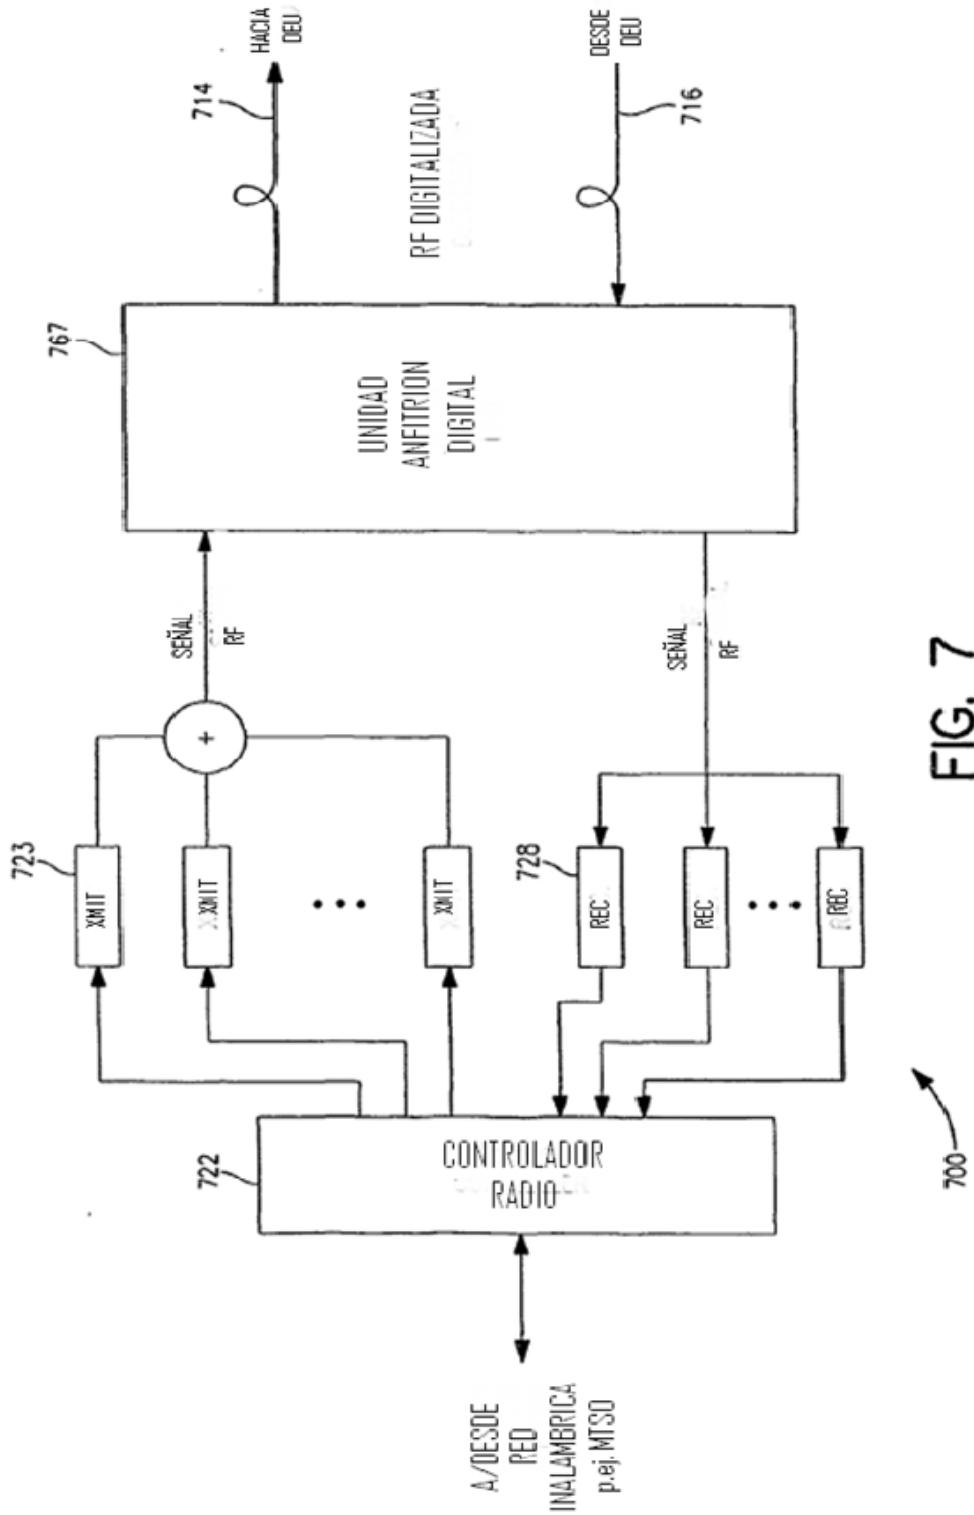 A/DESDE
RED
INALAMBRICA
p.ej. MTSO
722
CONTROLADOR
RADIO
723
XMIT
XMIT
XMIT
728
REC
REC
REC
+
SEÑAL
RF
SEÑAL
RF
767
UNIDAD
ANFITRION
DIGITAL
714
HACIA
DEU
RF DIGITALIZADA
716
DESDE
DEU
700
FIG. 7